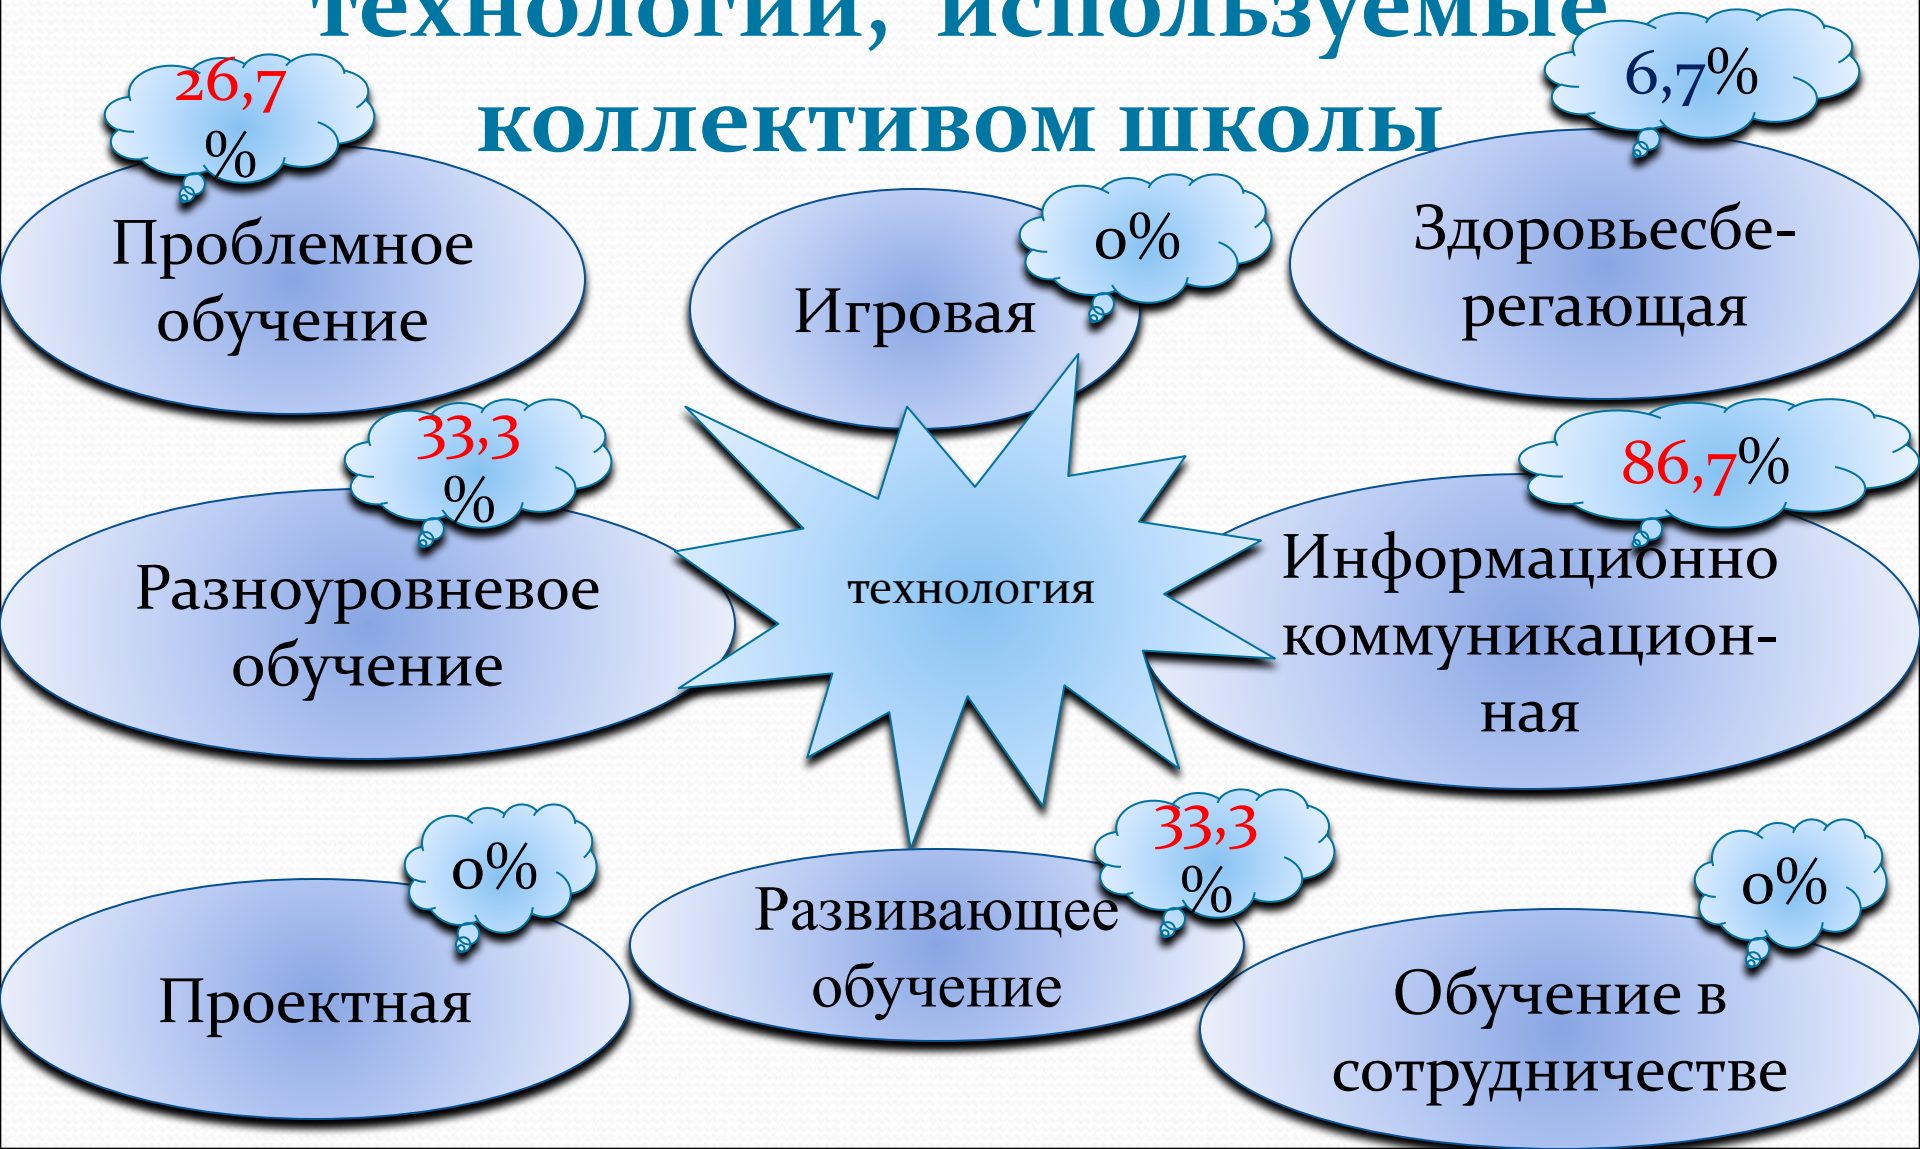 технологии, используемые
коллективом школы
26,7
%
Проблемное
обучение
0%
Игровая
6,7%
Здоровьесбе-
регающая
33,3
%
Разноуровневое
обучение
технология
86,7%
Информационно
коммуникацион-
ная
0%
Проектная
33,3
%
Развивающее
обучение
0%
Обучение в
сотрудничестве